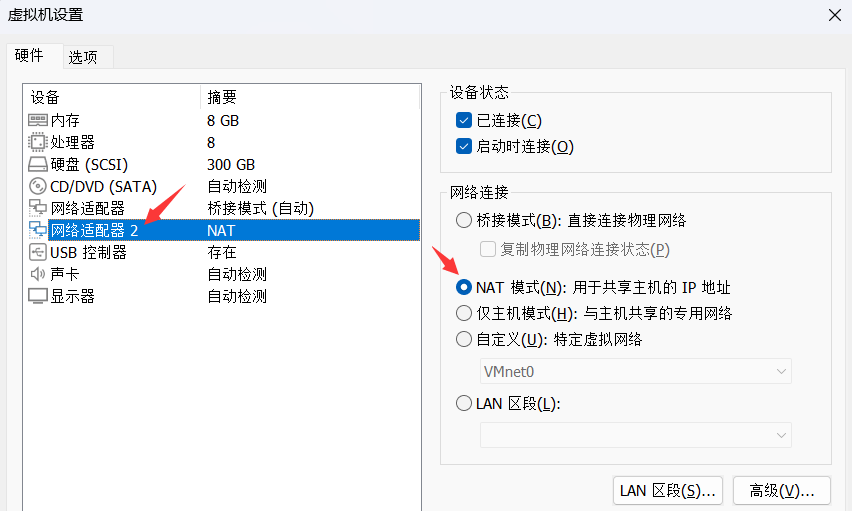 虚拟机设置
硬件 选项
设备 摘要
内存 8 GB
处理器 8
硬盘 (SCSI) 300 GB
CD/DVD (SATA) 自动检测
网络适配器 桥接模式 (自动)
网络适配器 2 NAT
USB 控制器 存在
声卡 自动检测
显示器 自动检测
设备状态
已连接(C)
启动时连接(O)
网络连接
桥接模式(B): 直接连接物理网络
复制物理网络连接状态(P)
NAT 模式(N): 用于共享主机的 IP 地址
仅主机模式(H): 与主机共享的专用网络
自定义(U): 特定虚拟网络
VMnet0
LAN 区段(L):
LAN 区段(S)... 高级(V)...